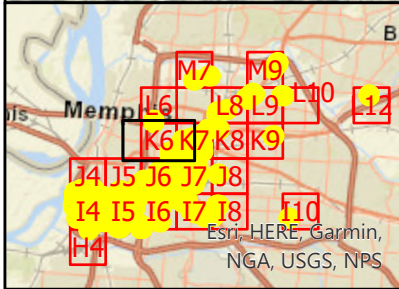 B
M7 M9
L6 L8 L9 L10 L12
Memphis
K6 K7 K8 K9
J4 J5 J6 J7 J8
I4 I5 I6 I7 I8 I10
H4
Esri, HERE, Garmin,
NGA, USGS, NPS